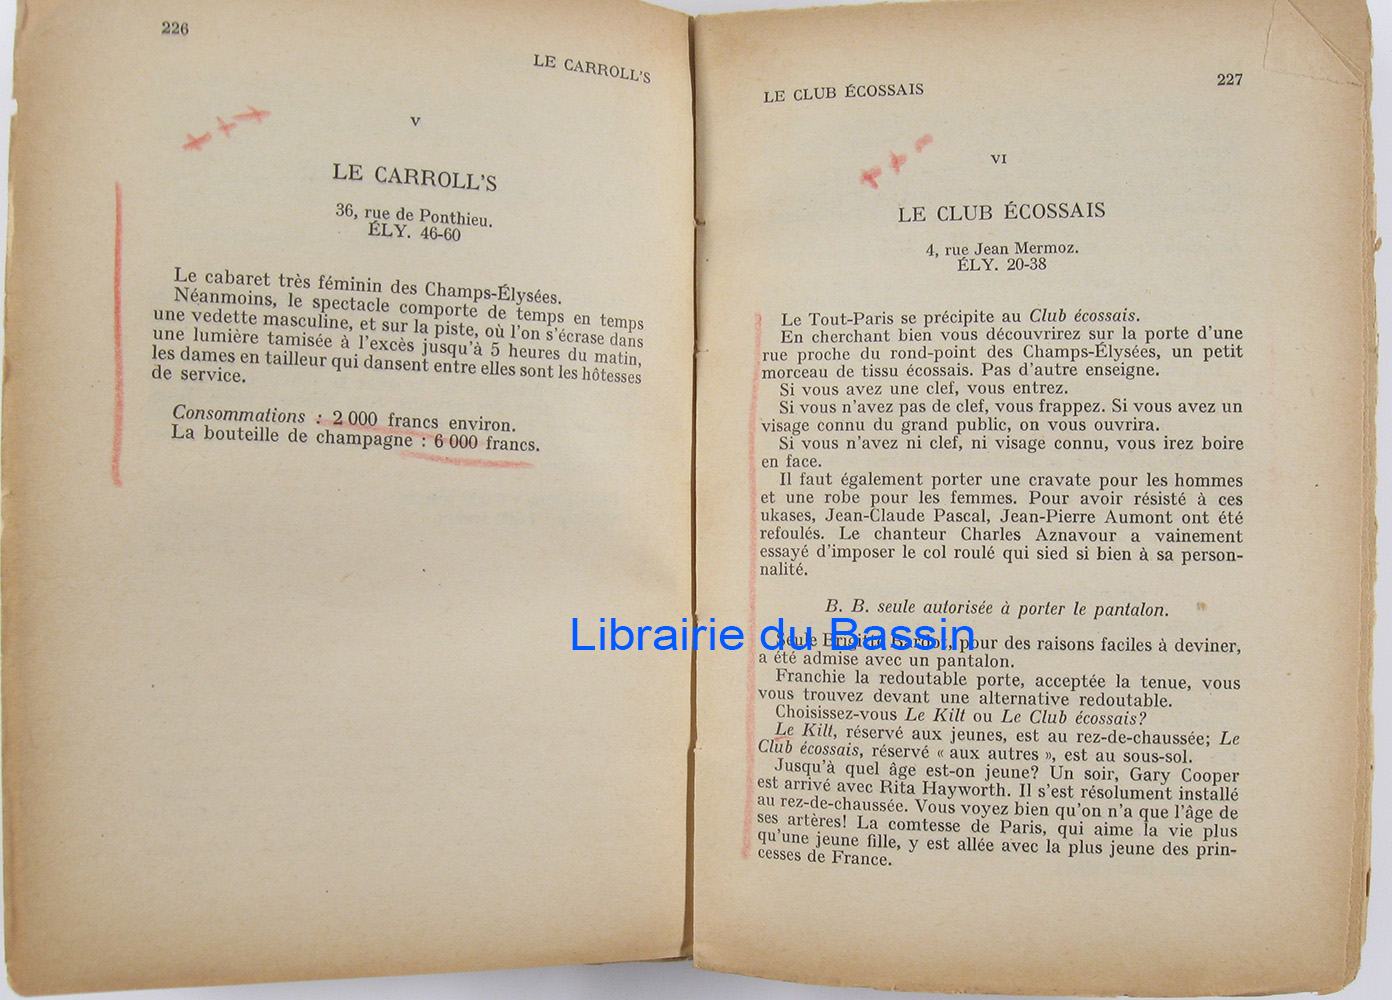 226
LE CARROLL'S
V
LE CARROLL'S
36, rue de Ponthieu.
ÉLY. 46-60
Le cabaret très féminin des Champs-Élysées.
Néanmoins, le spectacle comporte de temps en temps
une vedette masculine, et sur la piste, où l'on s'écrase dans
une lumière tamisée à l'excès jusqu'à 5 heures du matin,
les dames en tailleur qui dansent entre elles sont les hôtesses
de service.
Consommations : 2 000 francs environ.
La bouteille de champagne : 6 000 francs.
LE CLUB ÉCOSSAIS
227
VI
LE CLUB ÉCOSSAIS
4, rue Jean Mermoz.
ÉLY. 20-38
Le Tout-Paris se précipite au Club écossais.
En cherchant bien vous découvrirez sur la porte d'une
rue proche du rond-point des Champs-Élysées, un petit
morceau de tissu écossais. Pas d'autre enseigne.
Si vous avez une clef, vous entrez.
Si vous n'avez pas de clef, vous frappez. Si vous avez un
visage connu du grand public, on vous ouvrira.
Si vous n'avez ni clef, ni visage connu, vous irez boire
en face.
Il faut également porter une cravate pour les hommes
et une robe pour les femmes. Pour avoir résisté à ces
ukases, Jean-Claude Pascal, Jean-Pierre Aumont ont été
refoulés. Le chanteur Charles Aznavour a vainement
essayé d'imposer le col roulé qui sied si bien à sa person-
nalité.
B. B. seule autorisée à porter le pantalon.
Librairie du Bassin
Seule Brigitte Bardot, pour des raisons faciles à deviner,
a été admise avec un pantalon.
Franchie la redoutable porte, acceptée la tenue, vous
vous trouvez devant une alternative redoutable.
Choisissez-vous Le Kilt ou Le Club écossais?
Le Kilt, réservé aux jeunes, est au rez-de-chaussée; Le
Club écossais, réservé « aux autres », est au sous-sol.
Jusqu'à quel âge est-on jeune? Un soir, Gary Cooper
est arrivé avec Rita Hayworth. Il s'est résolument installé
au rez-de-chaussée. Vous voyez bien qu'on n'a que l'âge de
ses artères! La comtesse de Paris, qui aime la vie plus
qu'une jeune fille, y est allée avec la plus jeune des prin-
cesses de France.